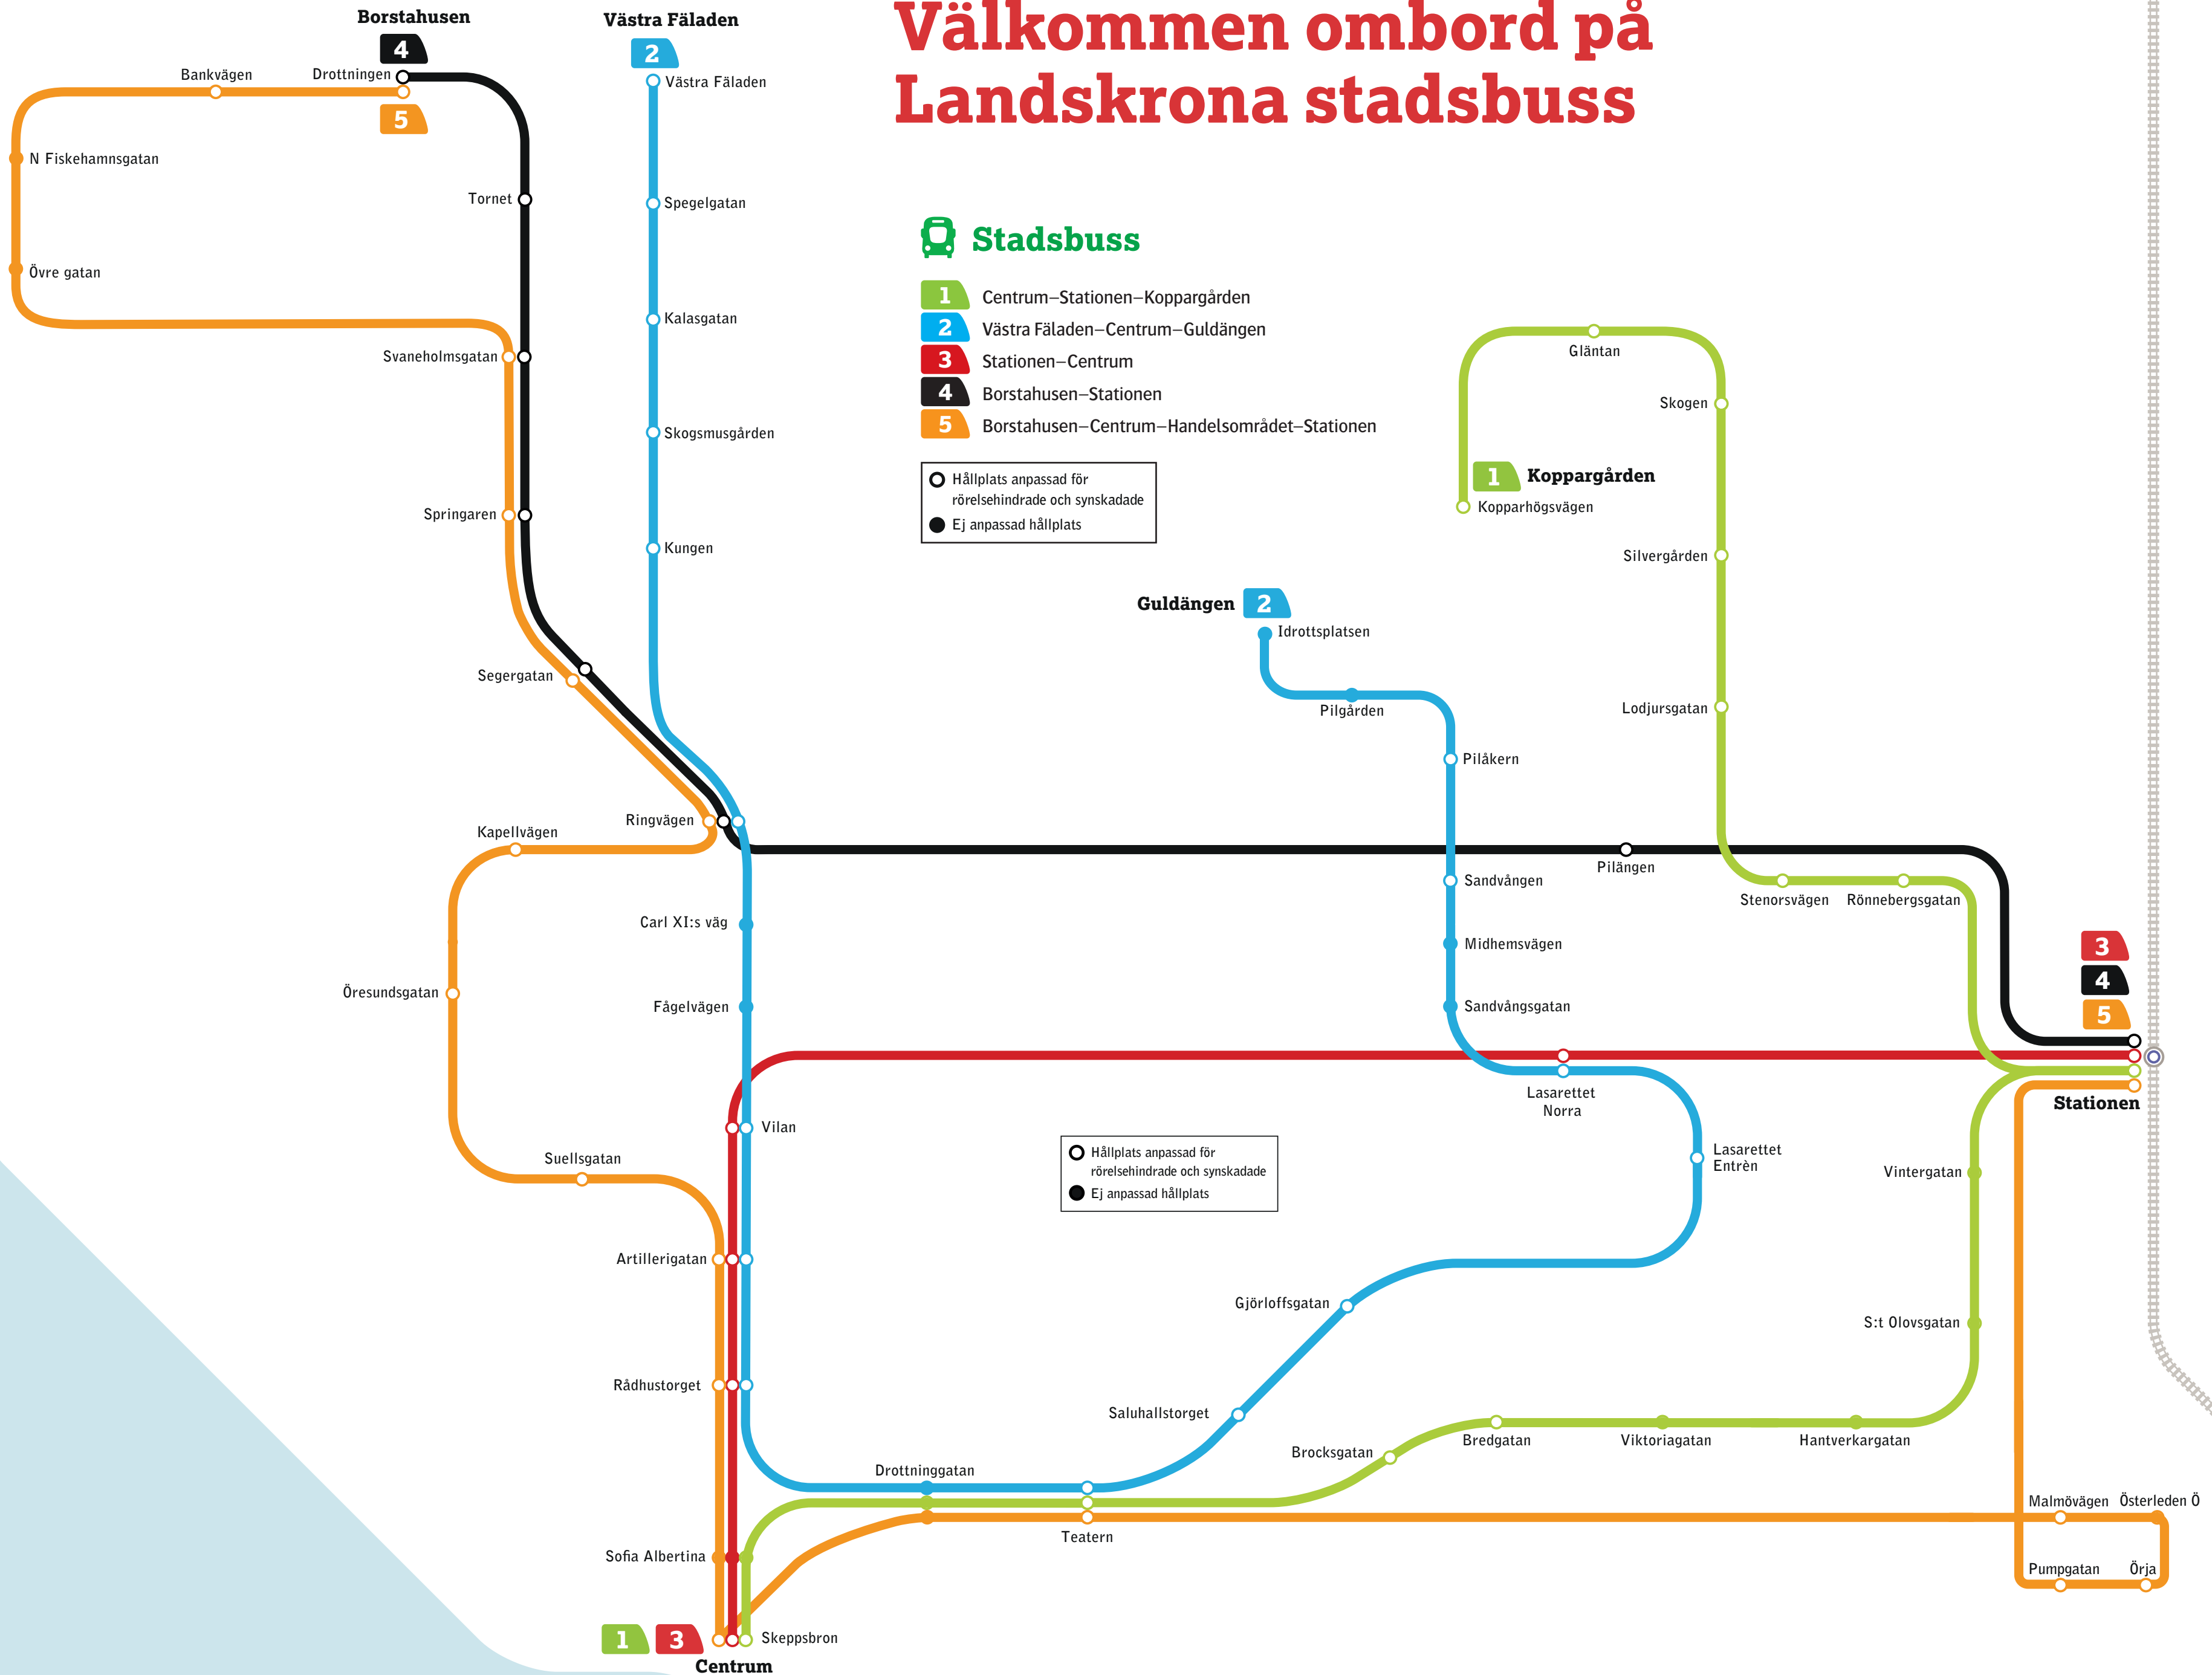 Välkommen ombord på
Landskrona stadsbuss
Borstahusen
4
Västra Fäladen
2
Bankvägen
Drottningen
5
Västra Fäladen
N Fiskehamnsgatan
Tornet
Spegelgatan
Övre gatan
Kalasgatan
Svaneholmsgatan
Skogsmusgården
Springaren
Kungen
Segergatan
Stadsbuss
1 Centrum–Stationen–Koppargården
2 Västra Fäladen–Centrum–Guldängen
3 Stationen–Centrum
4 Borstahusen–Stationen
5 Borstahusen–Centrum–Handelsområdet–Stationen
Hållplats anpassad för
rörelsehindrade och synskadade
Ej anpassad hållplats
Gläntan
Skogen
1 Koppargården
Kopparhögsvägen
Silvergården
Guldängen 2
Idrottsplatsen
Pilgården
Lodjursgatan
Pilåkern
Ringvägen
Kapellvägen
Pilängen
Sandvången
Stenorsvägen
Rönnebergsgatan
Carl XI:s väg
Midhemsvägen
3
4
5
Öresundsgatan
Fågelvägen
Sandvångsgatan
Lasarettet
Norra
Stationen
Vilan
Hållplats anpassad för
rörelsehindrade och synskadade
Ej anpassad hållplats
Lasarettet
Entrèn
Suellsgatan
Vintergatan
Artillerigatan
Gjörloffsgatan
S:t Olovsgatan
Rådhustorget
Saluhallstorget
Brocksgatan
Bredgatan
Viktoriagatan
Hantverkargatan
Drottninggatan
Teatern
Malmövägen
Österleden Ö
Sofia Albertina
Pumpgatan
Örja
1
3
Skeppsbron
Centrum